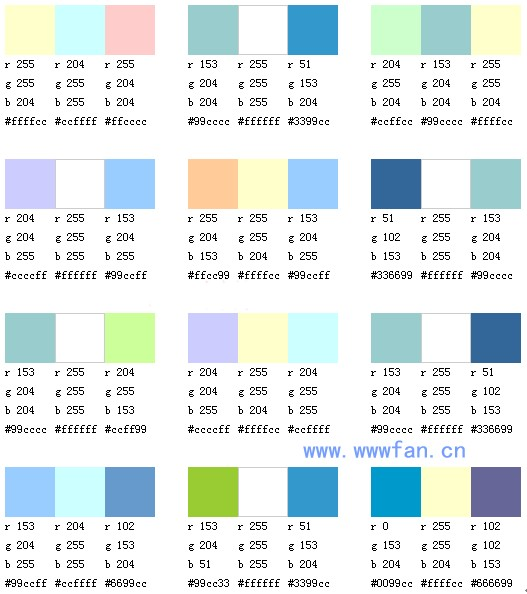 r 255 r 204 r 255 r 153 r 255 r 51 r 204 r 153 r 255
g 255 g 255 g 204 g 204 g 255 g 153 g 255 g 204 g 255
b 204 b 255 b 204 b 204 b 255 b 204 b 204 b 204 b 204
#ffffcc #ccffff #ffcccc #99cccc #ffffff #3399cc #ccffcc #99cccc #ffffcc
r 204 r 255 r 153 r 255 r 255 r 153 r 51 r 255 r 153
g 204 g 255 g 204 g 204 g 255 g 204 g 102 g 255 g 204
b 255 b 255 b 255 b 153 b 204 b 255 b 153 b 255 b 204
#ccccff #ffffff #99ccff #ffcc99 #ffffcc #99ccff #336699 #ffffff #99cccc
r 153 r 255 r 204 r 204 r 255 r 204 r 153 r 255 r 51
g 204 g 255 g 255 g 204 g 255 g 255 g 204 g 255 g 102
b 204 b 255 b 153 b 255 b 204 b 255 b 204 b 255 b 153
#99cccc #ffffff #ccff99 #ccccff #ffffcc #ccffff #99cccc #ffffff #336699
www.wwwfan.cn
r 153 r 204 r 102 r 153 r 255 r 51 r 0 r 255 r 102
g 204 g 255 g 153 g 204 g 255 g 153 g 153 g 255 g 102
b 255 b 255 b 204 b 51 b 255 b 204 b 204 b 204 b 153
#99ccff #ccffff #6699cc #99cc33 #ffffff #3399cc #0099cc #ffffcc #666699